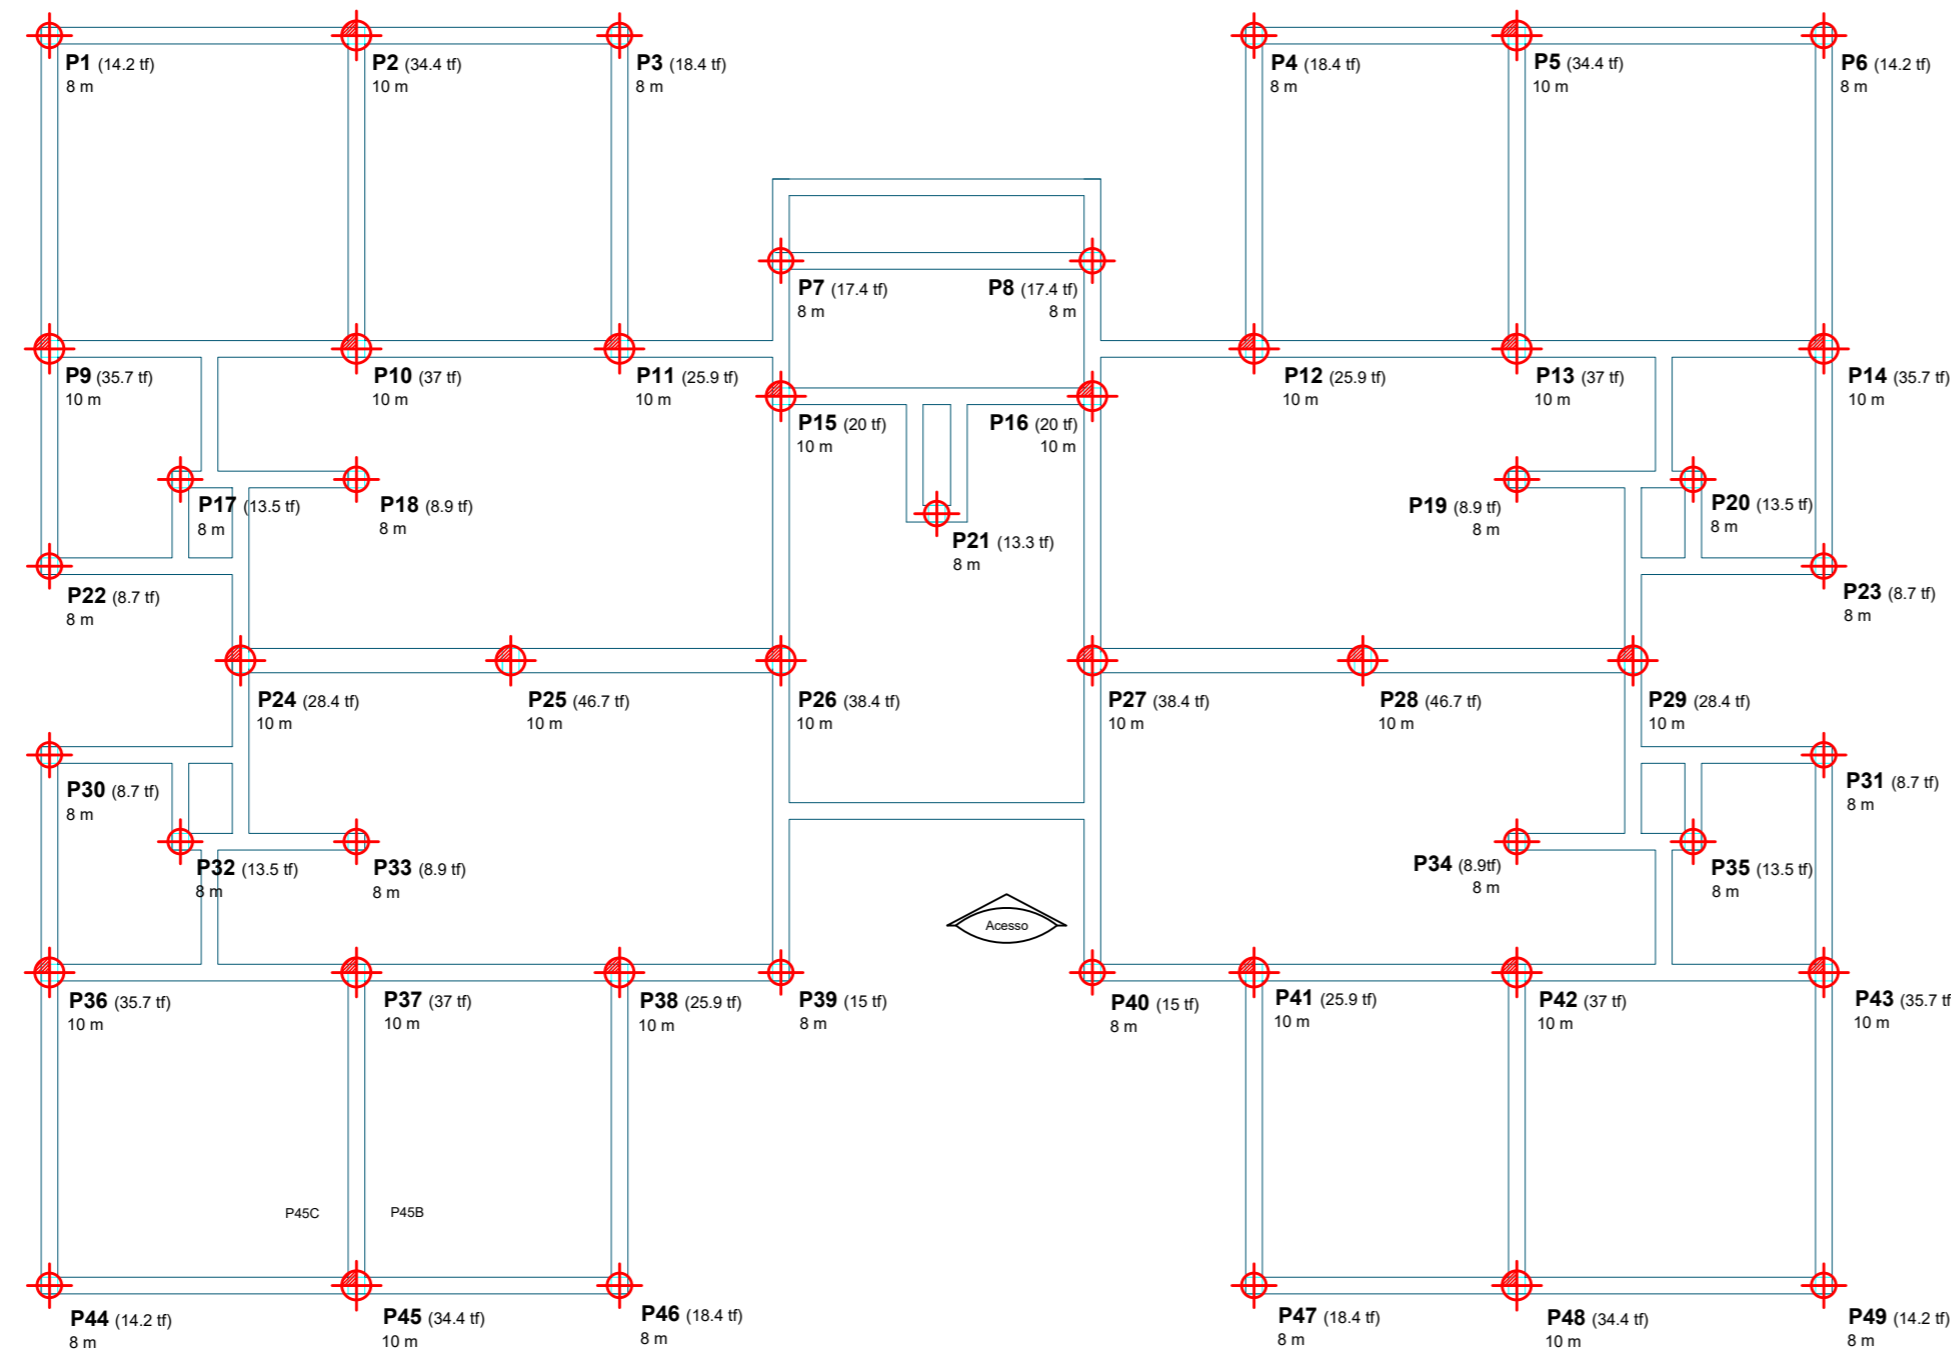 P1 (14.2 tf)
8 m
P2 (34.4 tf)
10 m
P3 (18.4 tf)
8 m
P4 (18.4 tf)
8 m
P5 (34.4 tf)
10 m
P6 (14.2 tf)
8 m
P7 (17.4 tf)
8 m
P8 (17.4 tf)
8 m
P9 (35.7 tf)
10 m
P10 (37 tf)
10 m
P11 (25.9 tf)
10 m
P12 (25.9 tf)
10 m
P13 (37 tf)
10 m
P14 (35.7 tf)
10 m
P15 (20 tf)
10 m
P16 (20 tf)
10 m
P17 (13.5 tf)
8 m
P18 (8.9 tf)
8 m
P19 (8.9 tf)
8 m
P20 (13.5 tf)
8 m
P21 (13.3 tf)
8 m
P22 (8.7 tf)
8 m
P23 (8.7 tf)
8 m
P24 (28.4 tf)
10 m
P25 (46.7 tf)
10 m
P26 (38.4 tf)
10 m
P27 (38.4 tf)
10 m
P28 (46.7 tf)
10 m
P29 (28.4 tf)
10 m
P30 (8.7 tf)
8 m
P31 (8.7 tf)
8 m
P32 (13.5 tf)
8 m
P33 (8.9 tf)
8 m
P34 (8.9tf)
8 m
P35 (13.5 tf)
8 m
Acesso
P36 (35.7 tf)
10 m
P37 (37 tf)
10 m
P38 (25.9 tf)
10 m
P39 (15 tf)
8 m
P40 (15 tf)
8 m
P41 (25.9 tf)
10 m
P42 (37 tf)
10 m
P43 (35.7 tf
10 m
P45C
P45B
P44 (14.2 tf)
8 m
P45 (34.4 tf)
10 m
P46 (18.4 tf)
8 m
P47 (18.4 tf)
8 m
P48 (34.4 tf)
10 m
P49 (14.2 tf)
8 m